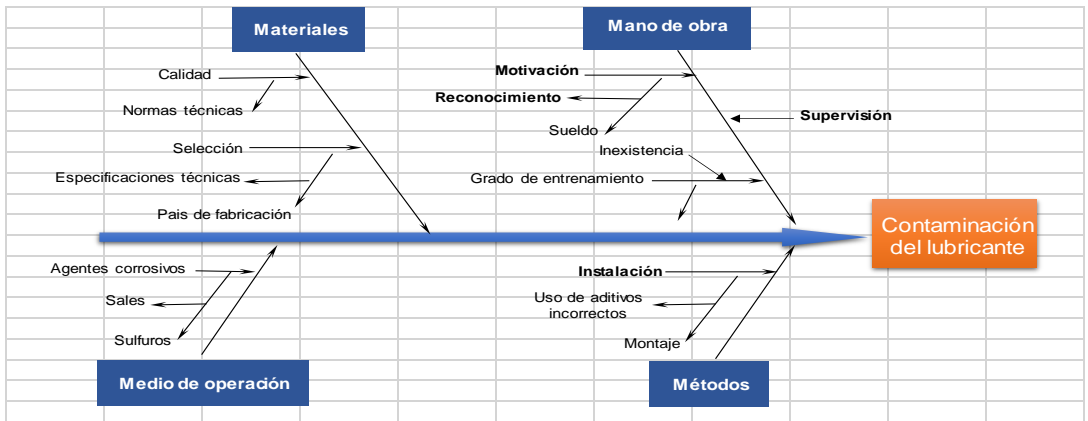 Materiales
Mano de obra
Calidad
Normas técnicas
Selección
Especificaciones técnicas
Pais de fabricación
Motivación
Reconocimiento
Sueldo
Supervisión
Inexistencia
Grado de entrenamiento
Contaminación
del lubricante
Agentes corrosivos
Sales
Sulfuros
Instalación
Uso de aditivos
incorrectos
Montaje
Medio de operación
Métodos